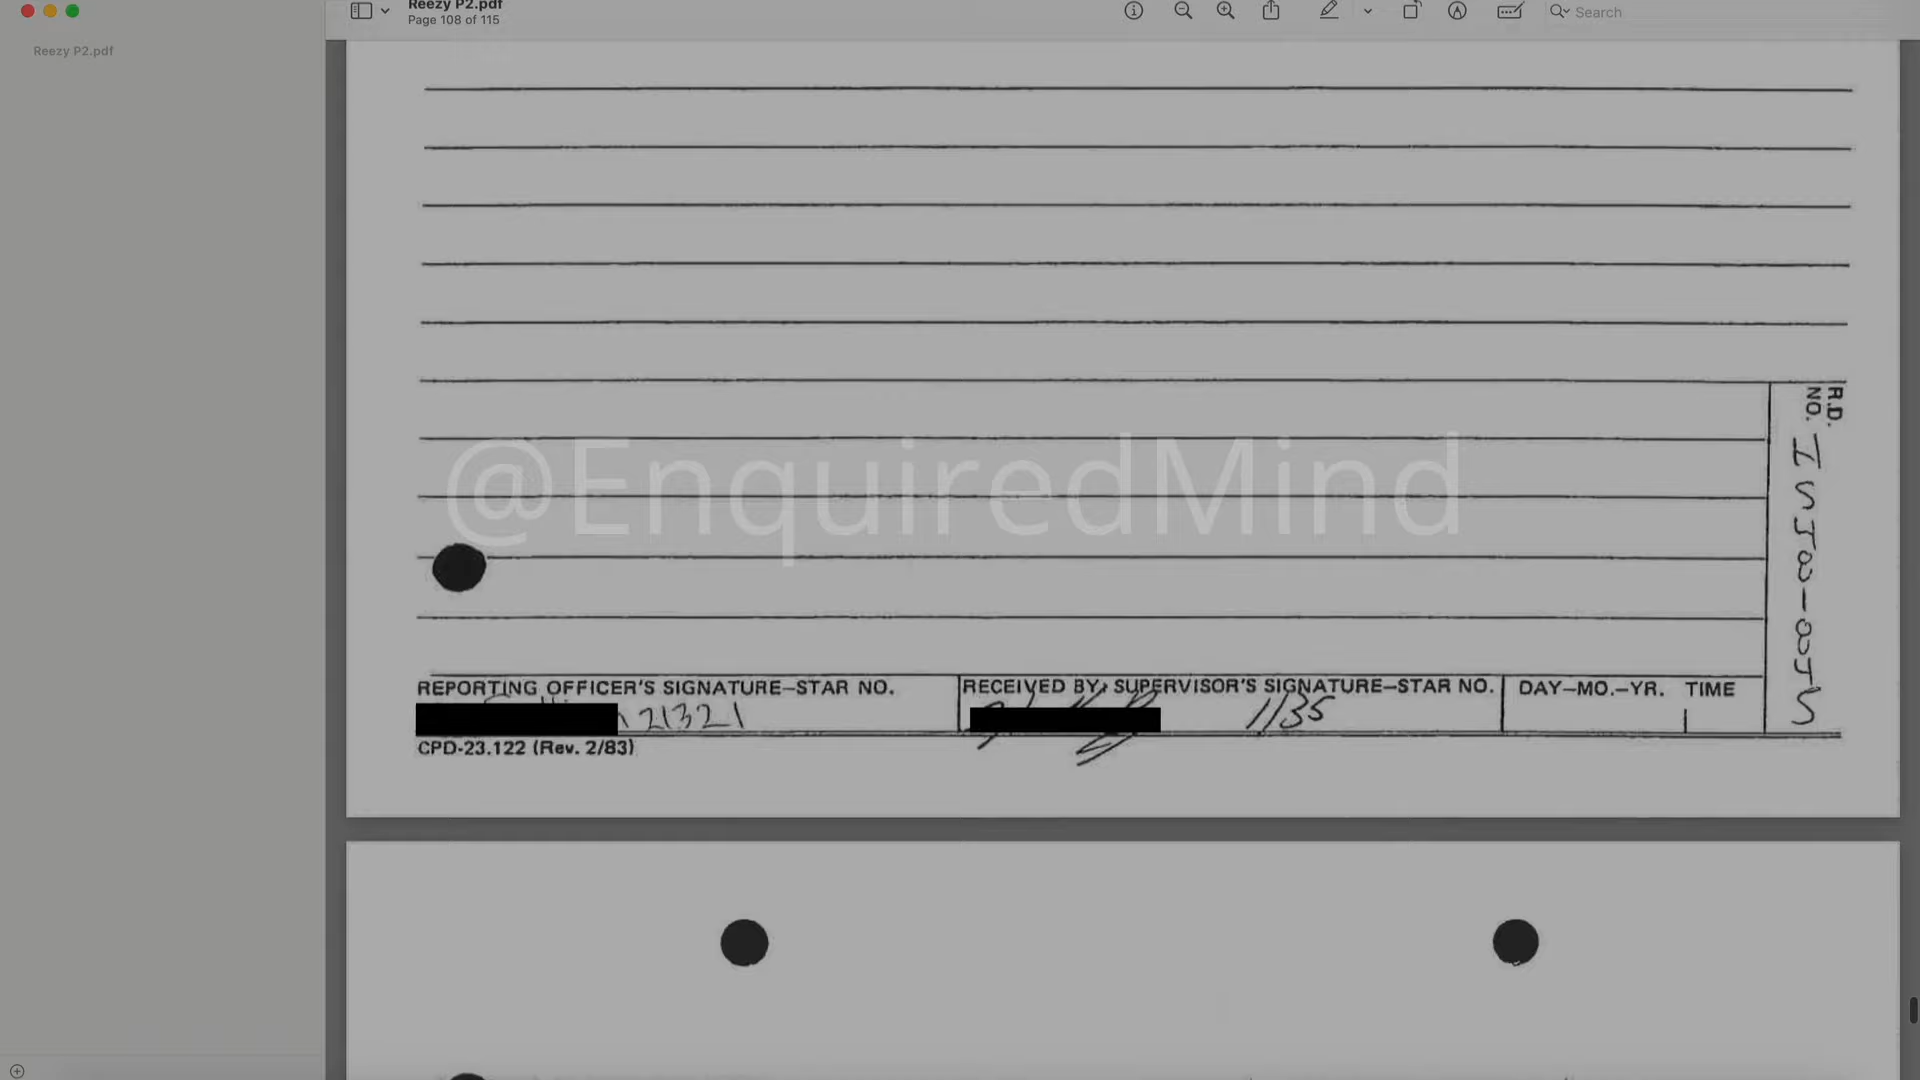 Reezy P2.pdf
Page 108 of 115
Search
Reezy P2.pdf
@EnquiredMind
R.D. NO.
REPORTING OFFICER'S SIGNATURE—STAR NO.
21321
RECEIVED BY: SUPERVISOR'S SIGNATURE—STAR NO.
1135
DAY—MO.—YR. TIME
CPD-23.122 (Rev. 2/83)